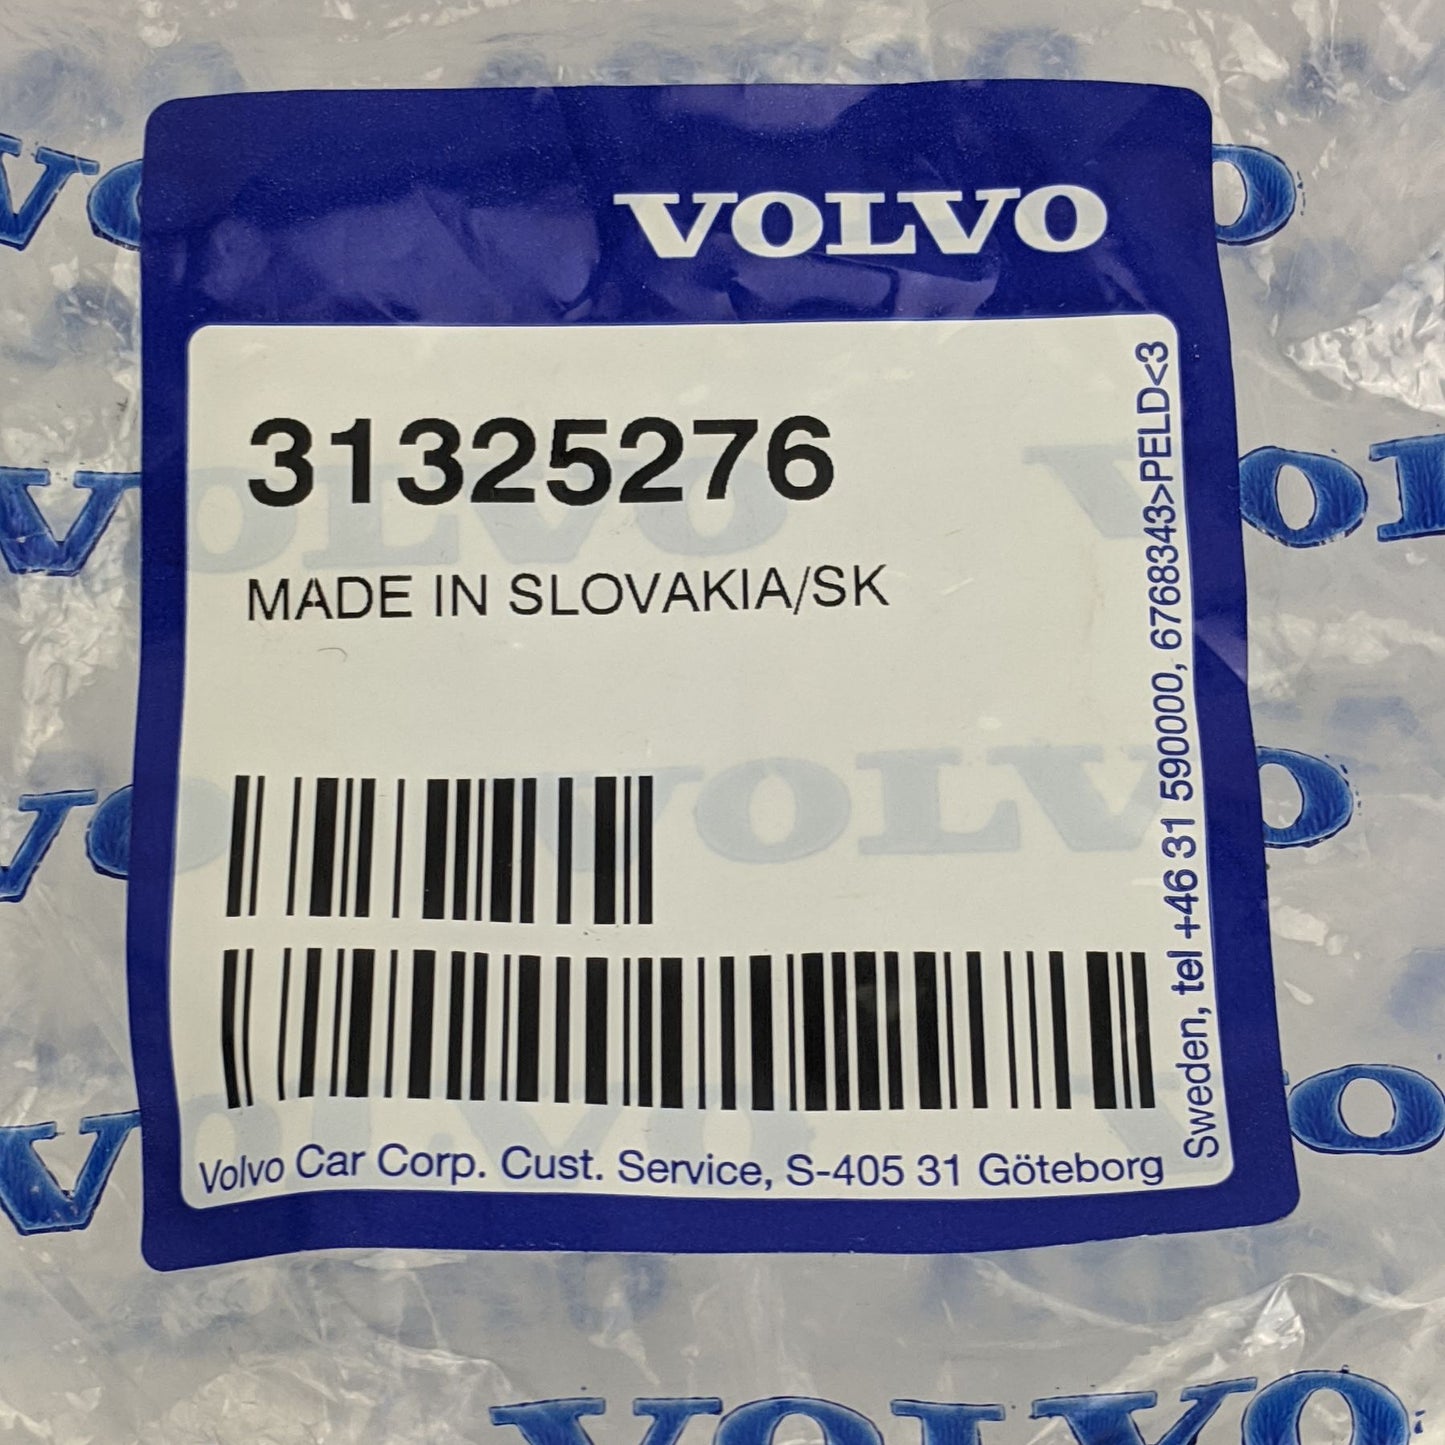 VOLVO
31325276
MADE IN SLOVAKIA/SK
Volvo Car Corp. Cust. Service, S-405 31 Göteborg
Sweden, tel +46 31 590000, 6768343>PELD<3
VOLVO